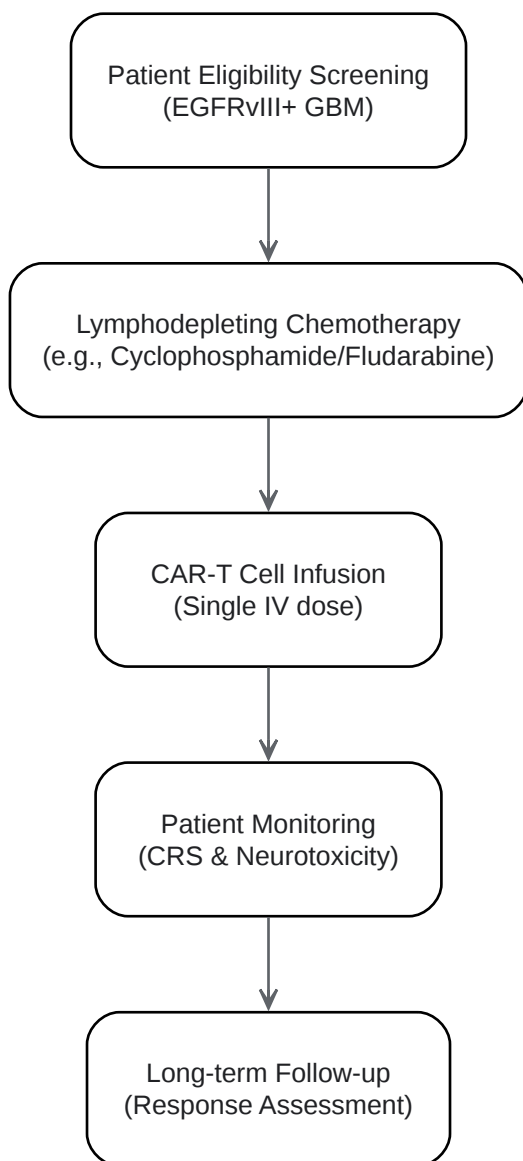 Patient Eligibility Screening
(EGFRvIII+ GBM)
Lymphodepleting Chemotherapy
(e.g., Cyclophosphamide/Fludarabine)
CAR-T Cell Infusion
(Single IV dose)
Patient Monitoring
(CRS & Neurotoxicity)
Long-term Follow-up
(Response Assessment)